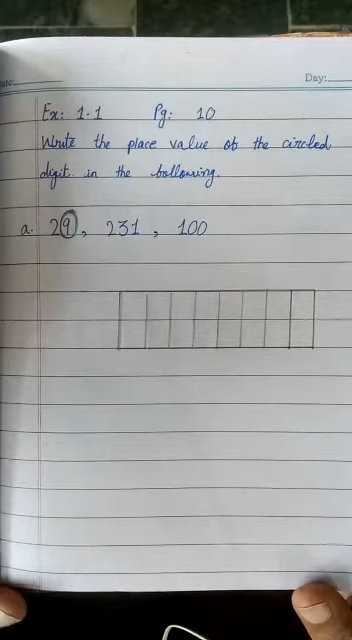 Date:
Day:
Ex: 1.1 Pg: 10
Write the place value of the circled
digit in the following.
a. 29, 231, 100